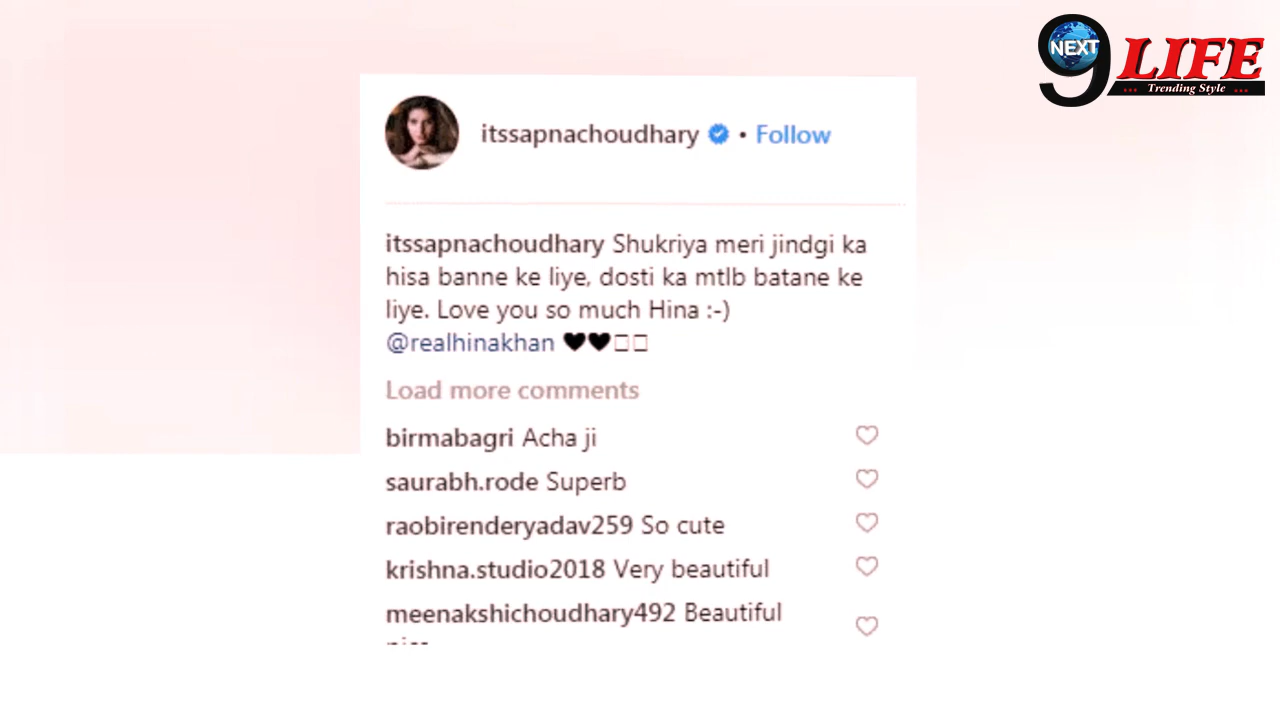 9 NEXT LIFE
... Trending Style ...
itssapnachoudhary • Follow
itssapnachoudhary Shukriya meri jindgi ka
hisa banne ke liye, dosti ka mtlb batane ke
liye. Love you so much Hina :-)
@realhinakhan 🖤🖤□□
Load more comments
birmabagri Acha ji
saurabh.rode Superb
raobirenderyadav259 So cute
krishna.studio2018 Very beautiful
meenakshichoudhary492 Beautiful